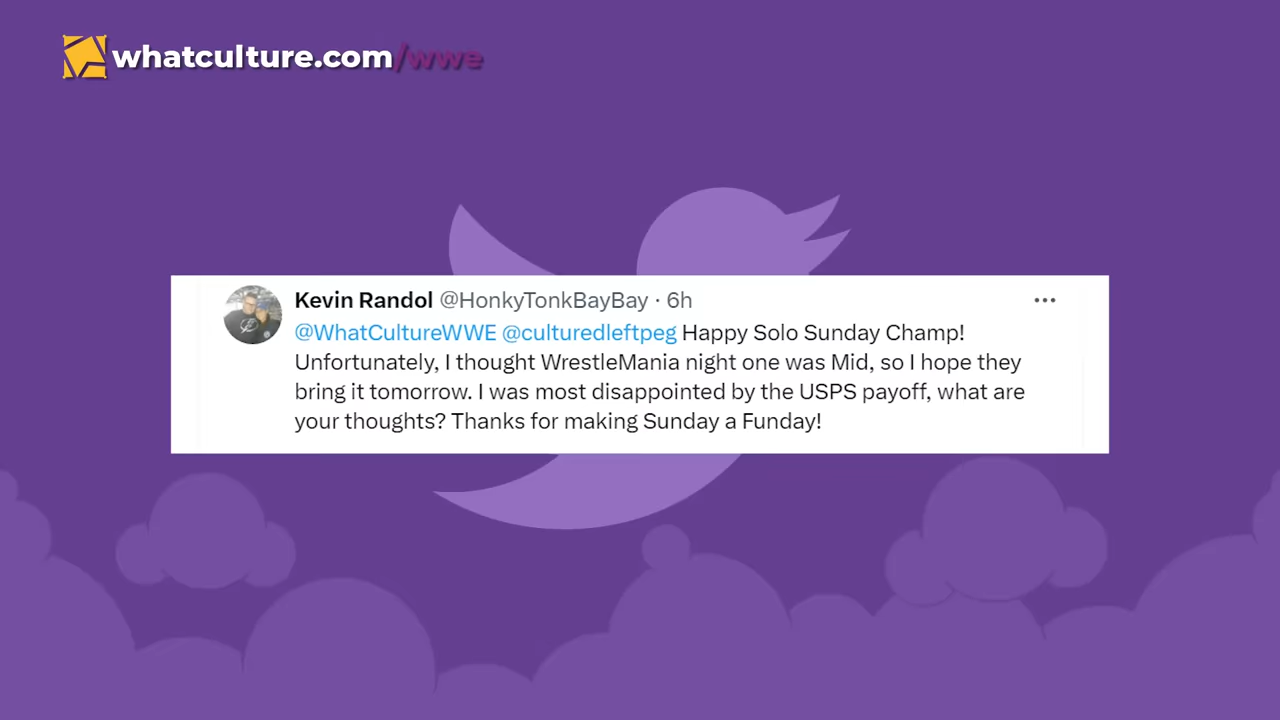 whatculture.com/wwe
Kevin Randol @HonkyTonkBayBay · 6h
@WhatCultureWWE @culturedleftpeg Happy Solo Sunday Champ!
Unfortunately, I thought WrestleMania night one was Mid, so I hope they
bring it tomorrow. I was most disappointed by the USPS payoff, what are
your thoughts? Thanks for making Sunday a Funday!